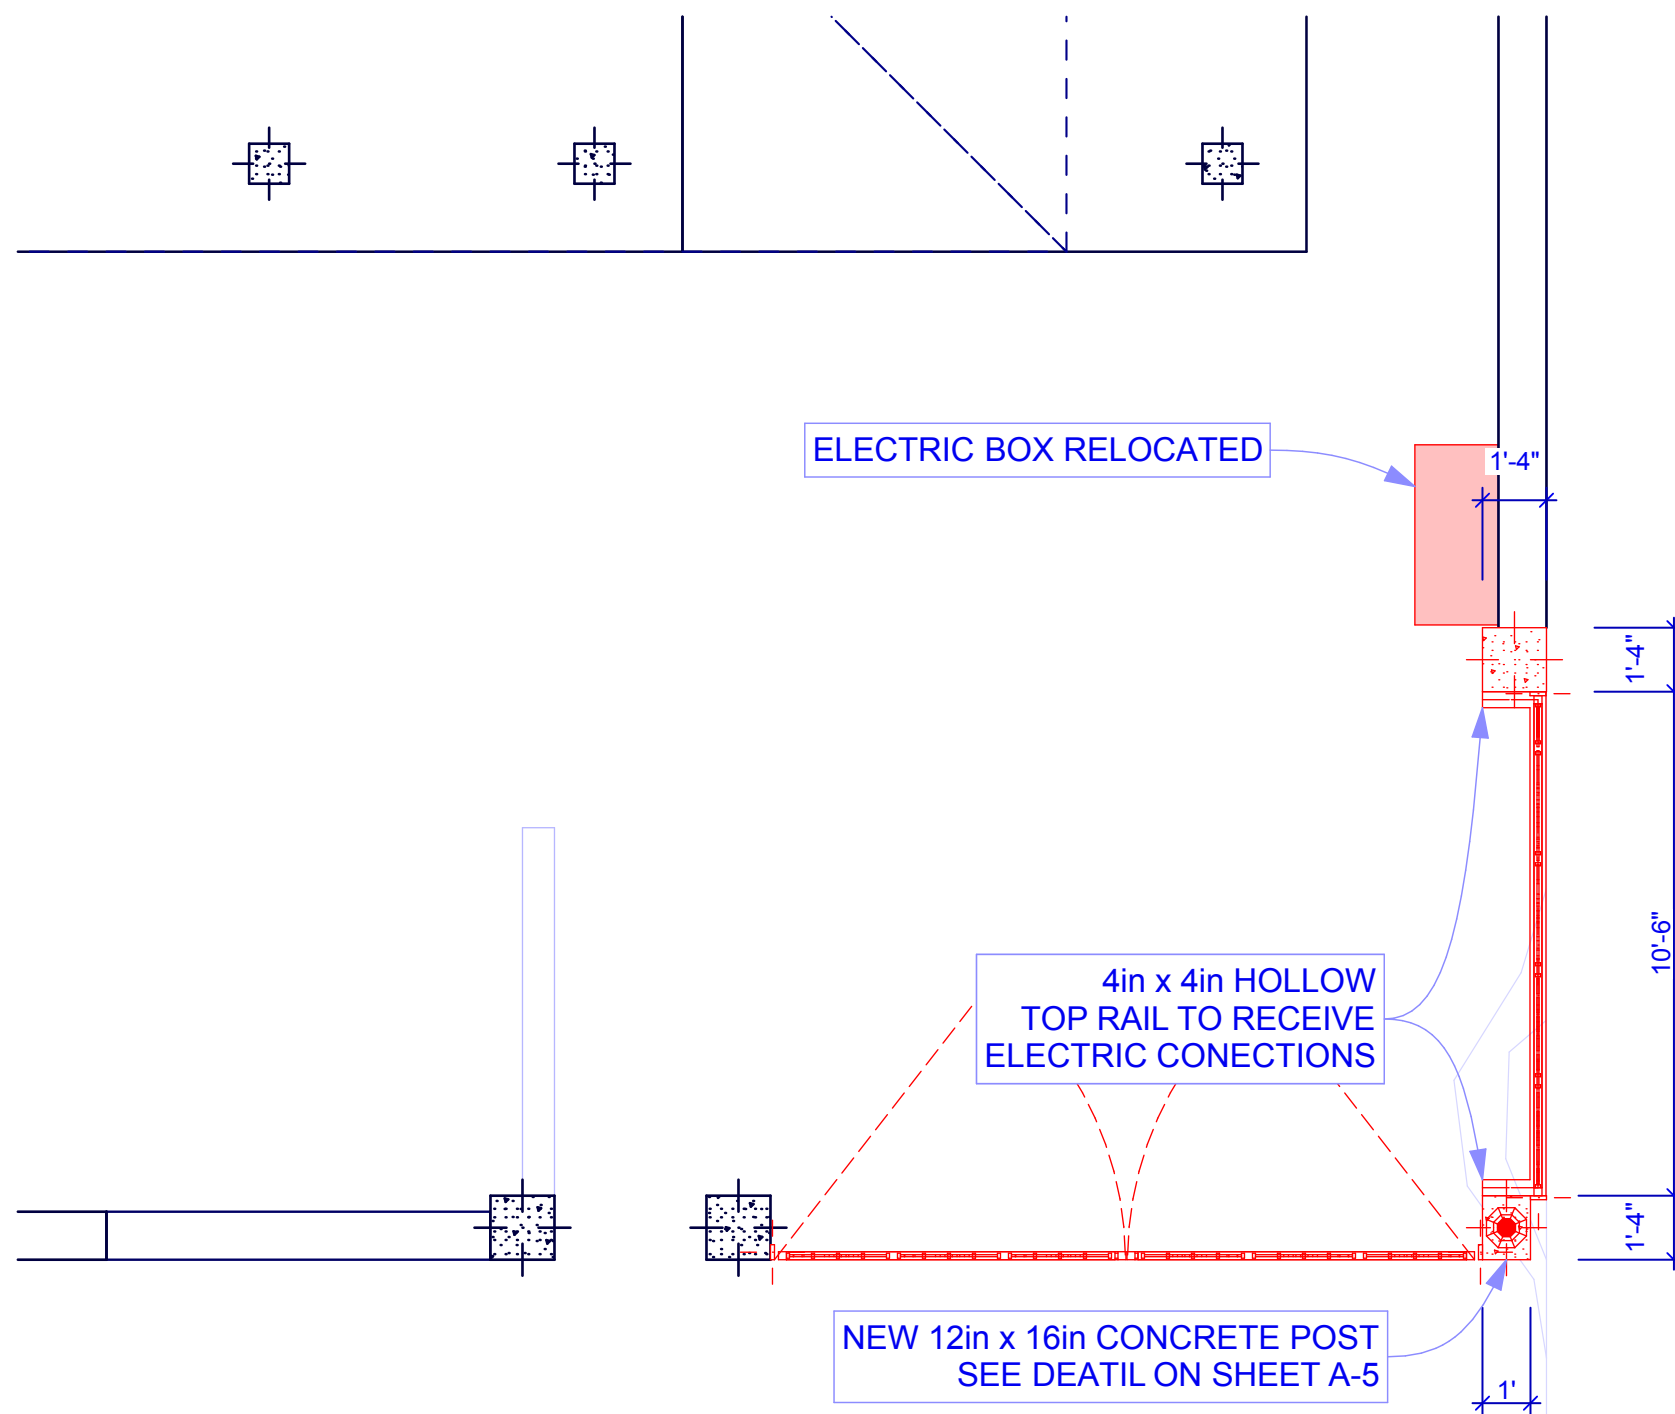 ELECTRIC BOX RELOCATED
1'-4"
1'-4"
10'-6"
4in x 4in HOLLOW
TOP RAIL TO RECEIVE
ELECTRIC CONECTIONS
1'-4"
NEW 12in x 16in CONCRETE POST
SEE DEATIL ON SHEET A-5
1'